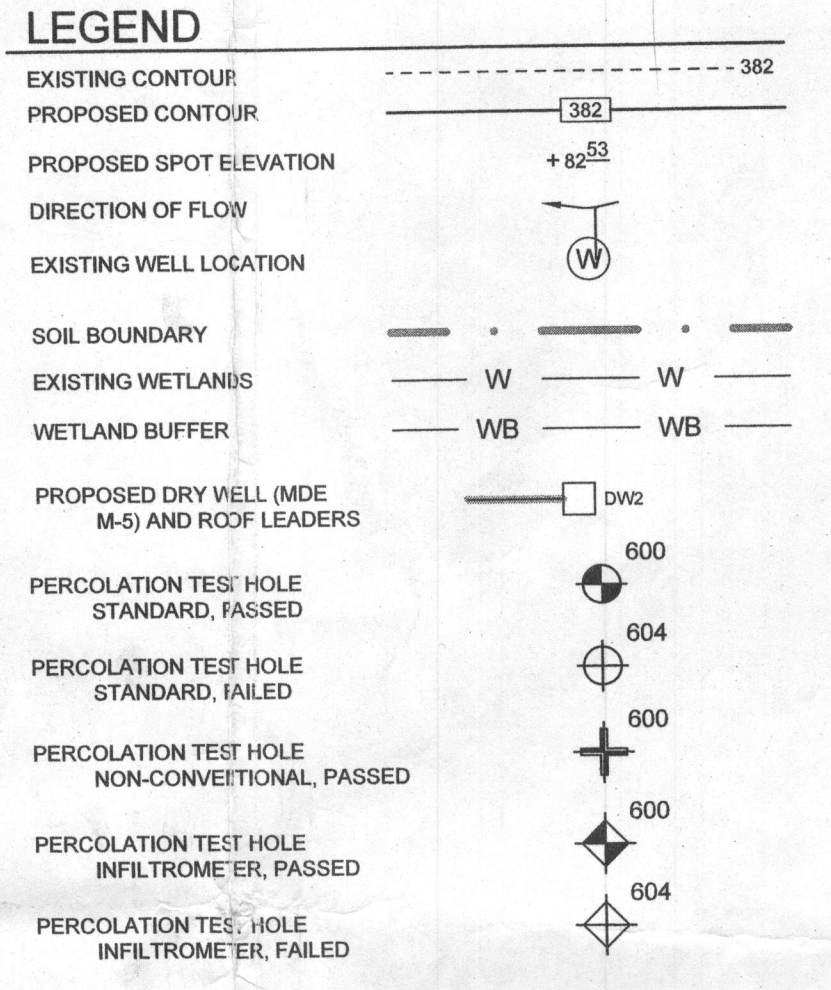 LEGEND
EXISTING CONTOUR 382
PROPOSED CONTOUR 382
PROPOSED SPOT ELEVATION +82 53
DIRECTION OF FLOW
EXISTING WELL LOCATION W
SOIL BOUNDARY
EXISTING WETLANDS W W
WETLAND BUFFER WB WB
PROPOSED DRY WELL (MDE DW2
M-5) AND ROOF LEADERS
600
PERCOLATION TEST HOLE
STANDARD, PASSED
604
PERCOLATION TEST HOLE
STANDARD, FAILED
600
PERCOLATION TEST HOLE
NON-CONVENTIONAL, PASSED
600
PERCOLATION TEST HOLE
INFILTROMETER, PASSED
604
PERCOLATION TEST HOLE
INFILTROMETER, FAILED